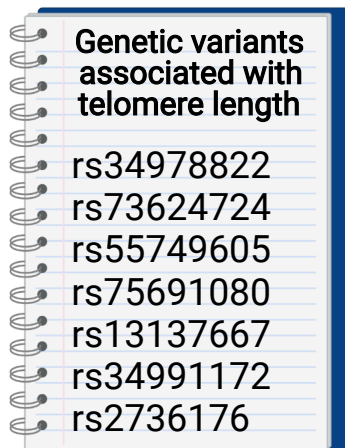 Genetic variants
associated with
telomere length
rs34978822
rs73624724
rs55749605
rs75691080
rs13137667
rs34991172
rs2736176